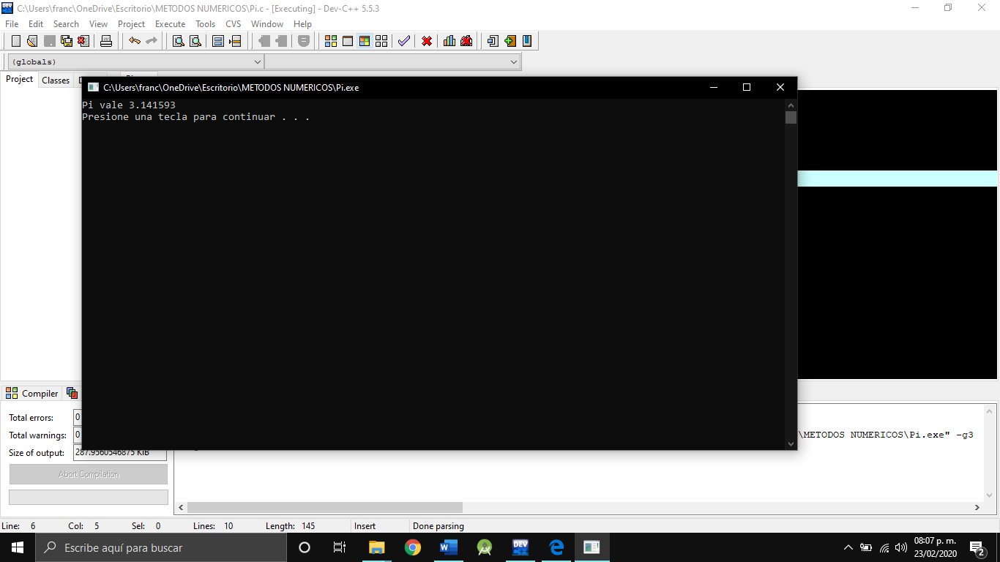 C:\Users\franc\OneDrive\Escritorio\METODOS NUMERICOS\Pi.c - [Executing] - Dev-C++ 5.5.3
File Edit Search View Project Execute Tools CVS Window Help
(globals)
Project Classes
C:\Users\franc\OneDrive\Escritorio\METODOS NUMERICOS\Pi.exe
Pi vale 3.141593
Presione una tecla para continuar . . .
Compiler
Total errors: 0
Total warnings: 0
\METODOS NUMERICOS\Pi.exe" -g3
Size of output: 287.9560546875 KiB
Abort Compilation
Line: 6 Col: 5 Sel: 0 Lines: 10 Length: 145 Insert Done parsing
Escribe aquí para buscar
DEV
08:07 p. m.
23/02/2020
2